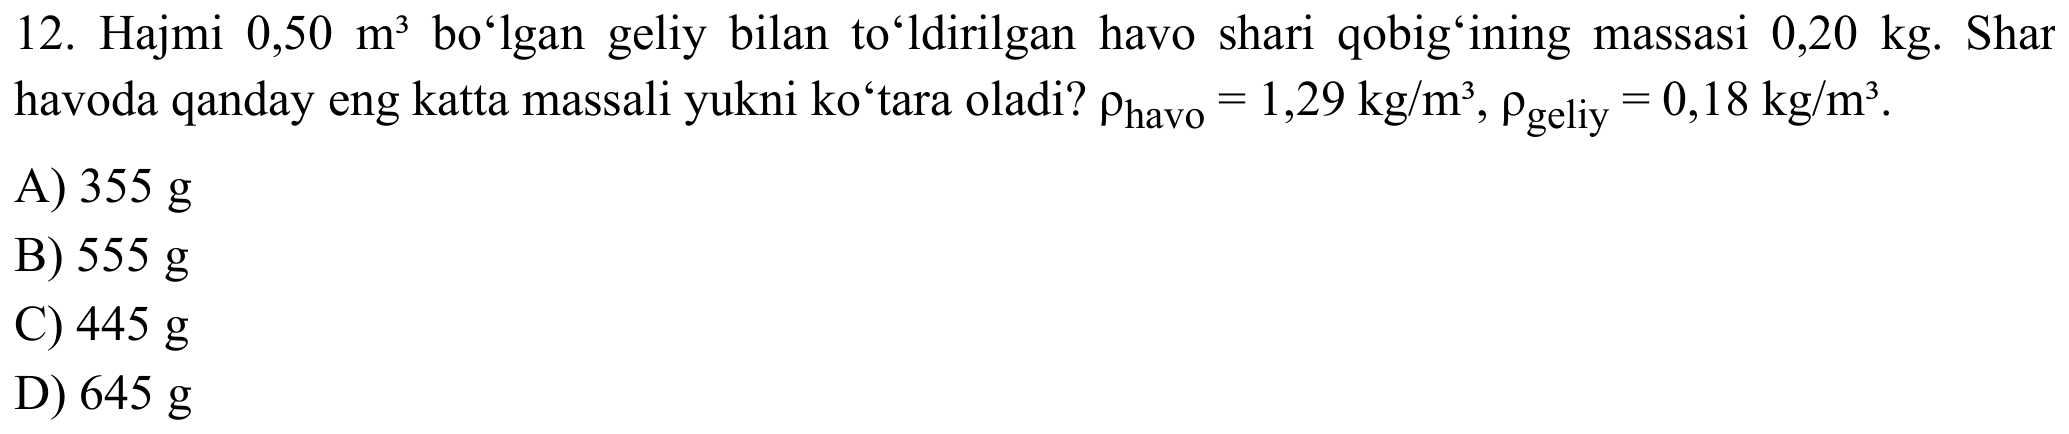 12. Hajmi 0,50 m³ bo‘lgan geliy bilan to‘ldirilgan havo shari qobig‘ining massasi 0,20 kg. Shar
havoda qanday eng katta massali yukni ko‘tara oladi? ρhavo = 1,29 kg/m³, ρgeliy = 0,18 kg/m³.
A) 355 g
B) 555 g
C) 445 g
D) 645 g